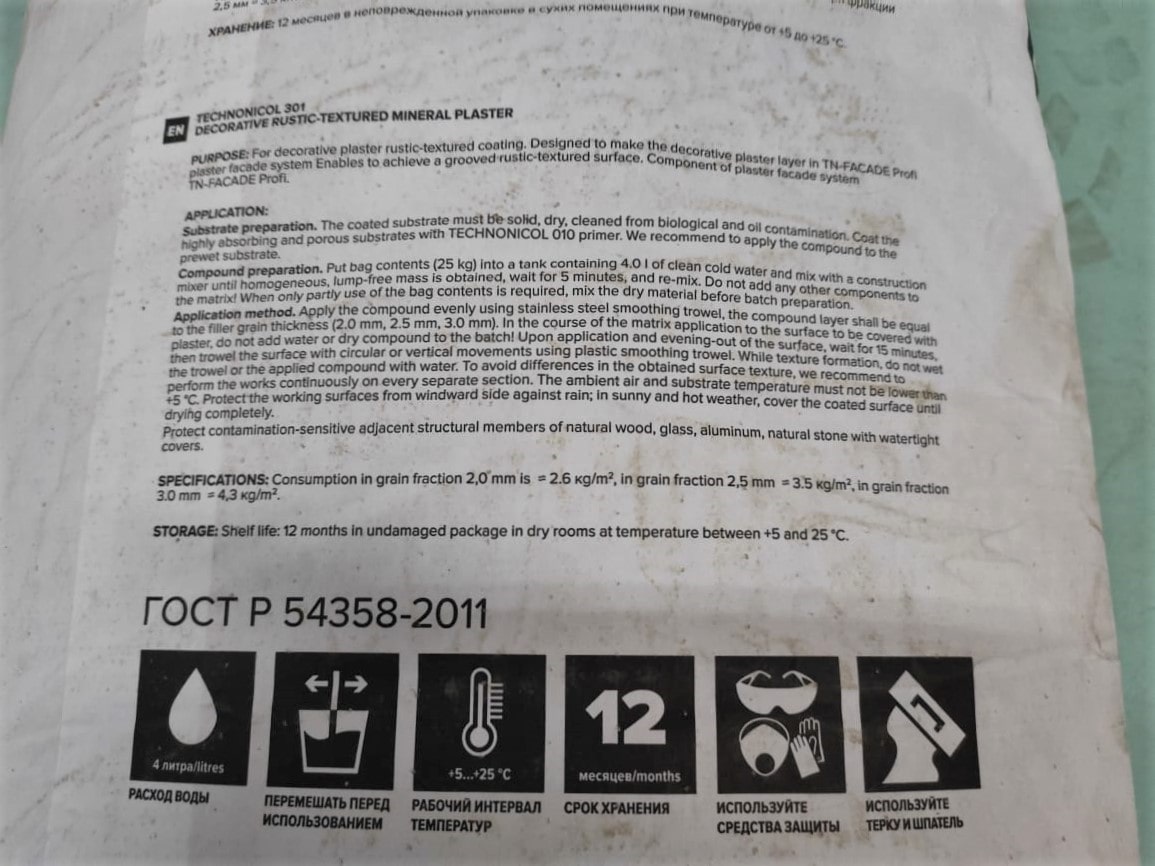 2,5 мм
фракции
ХРАНЕНИЕ: 12 месяцев в неповрежденной упаковке в сухих помещениях при температуре от +5 до +25 °C.
EN
TECHNONICOL 301
DECORATIVE RUSTIC-TEXTURED MINERAL PLASTER
PURPOSE: For decorative plaster rustic-textured coating. Designed to make the decorative plaster layer in TN-FACADE Profi
plaster facade system Enables to achieve a grooved rustic-textured surface. Component of plaster facade system
TN-FACADE Profi.
APPLICATION:
Substrate preparation. The coated substrate must be solid, dry, cleaned from biological and oil contamination. Coat the
highly absorbing and porous substrates with TECHNONICOL 010 primer. We recommend to apply the compound to the
prewet substrate.
Compound preparation. Put bag contents (25 kg) into a tank containing 4.0 l of clean cold water and mix with a construction
mixer until homogeneous, lump-free mass is obtained, wait for 5 minutes, and re-mix. Do not add any other components to
the matrix! When only partly use of the bag contents is required, mix the dry material before batch preparation.
Application method. Apply the compound evenly using stainless steel smoothing trowel, the compound layer shall be equal
to the filler grain thickness (2.0 mm, 2.5 mm, 3.0 mm). In the course of the matrix application to the surface to be covered with
plaster, do not add water or dry compound to the batch! Upon application and evening-out of the surface, wait for 15 minutes,
then trowel the surface with circular or vertical movements using plastic smoothing trowel. While texture formation, do not wet
the trowel or the applied compound with water. To avoid differences in the obtained surface texture, we recommend to
perform the works continuously on every separate section. The ambient air and substrate temperature must not be lower than
+5 °C. Protect the working surfaces from windward side against rain; in sunny and hot weather, cover the coated surface until
drying completely.
Protect contamination-sensitive adjacent structural members of natural wood, glass, aluminum, natural stone with watertight
covers.
SPECIFICATIONS: Consumption in grain fraction 2,0 mm is = 2.6 kg/m², in grain fraction 2,5 mm = 3.5 кg/m², in grain fraction
3.0 mm = 4,3 кg/m².
STORAGE: Shelf life: 12 months in undamaged package in dry rooms at temperature between +5 and 25 °C.
ГОСТ Р 54358-2011
4 литра/litres
+5...+25 °C
12
месяцев/months
РАСХОД ВОДЫ
ПЕРЕМЕШАТЬ ПЕРЕД
ИСПОЛЬЗОВАНИЕМ
РАБОЧИЙ ИНТЕРВАЛ
ТЕМПЕРАТУР
СРОК ХРАНЕНИЯ
ИСПОЛЬЗУЙТЕ
СРЕДСТВА ЗАЩИТЫ
ИСПОЛЬЗУЙТЕ
ТЕРКУ И ШПАТЕЛЬ